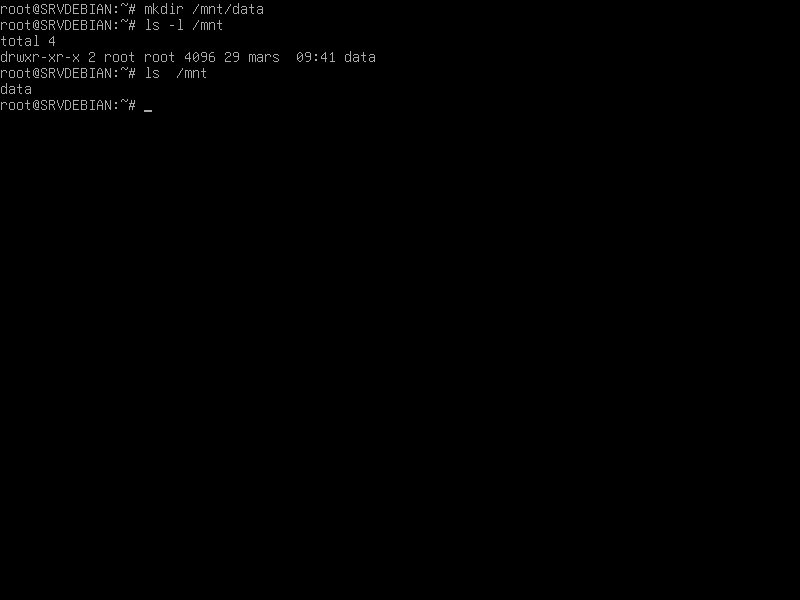 root@SRVDEBIAN:~# mkdir /mnt/data
root@SRVDEBIAN:~# ls -l /mnt
total 4
drwxr-xr-x 2 root root 4096 29 mars  09:41 data
root@SRVDEBIAN:~# ls  /mnt
data
root@SRVDEBIAN:~# _